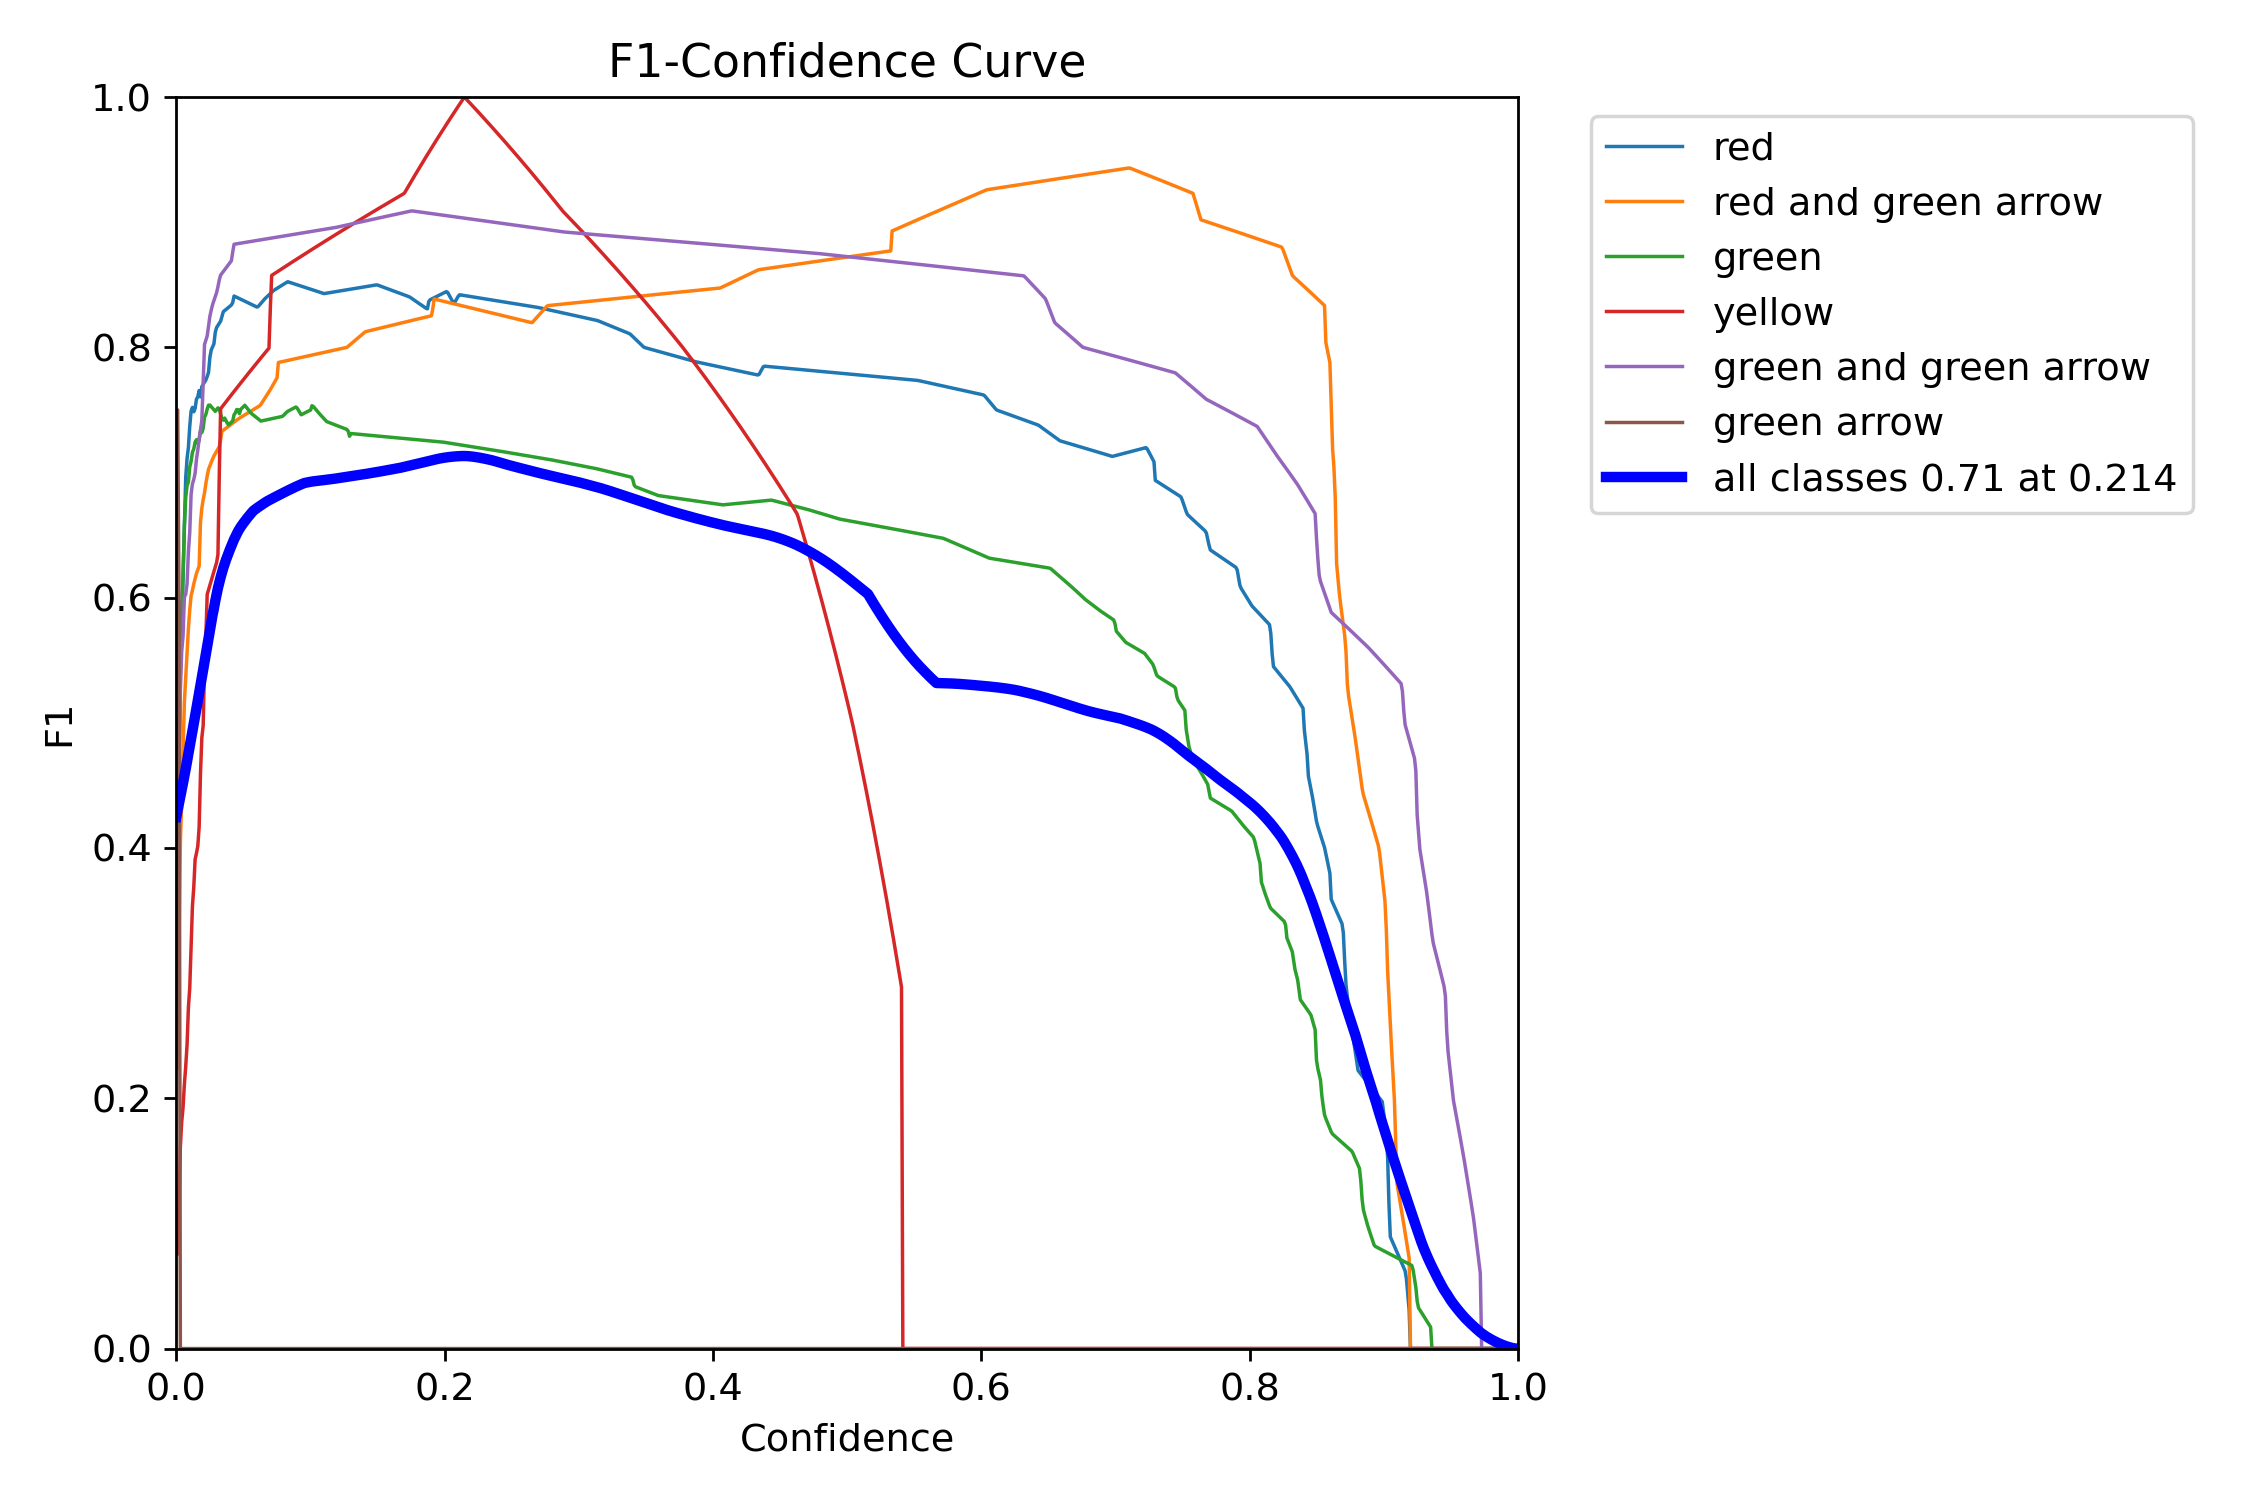 F1-Confidence Curve
1.0
0.8
0.6
0.4
0.2
0.0
F1
0.0 0.2 0.4 0.6 0.8 1.0
Confidence
red
red and green arrow
green
yellow
green and green arrow
green arrow
all classes 0.71 at 0.214